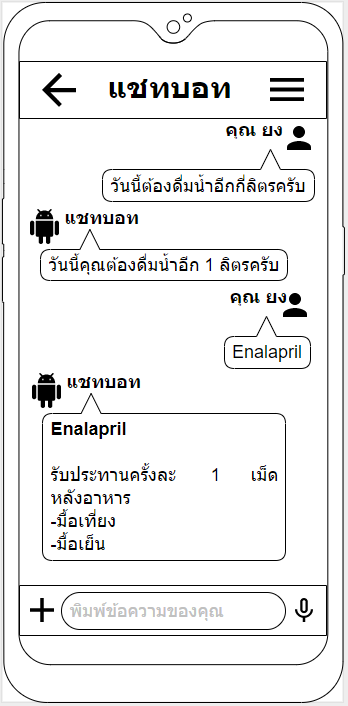 แชทบอท
คุณ ยง
วันนี้ต้องดื่มน้ำอีกกี่ลิตรครับ
แชทบอท
วันนี้คุณต้องดื่มน้ำอีก 1 ลิตรครับ
คุณ ยง
Enalapril
แชทบอท
Enalapril
รับประทานครั้งละ 1 เม็ด
หลังอาหาร
-มื้อเที่ยง
-มื้อเย็น
พิมพ์ข้อความของคุณ